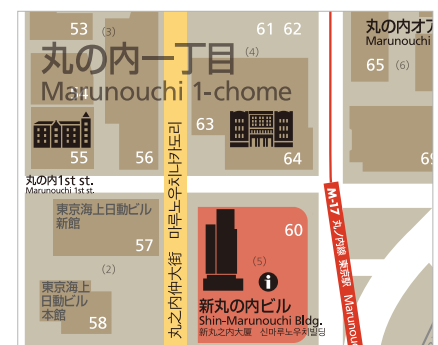 53
(3)
61 62
丸の内オア
Marunouchi
丸の内一丁目
(4)
Marunouchi 1-chome
65
(6)
54
63
55
56
64
69
丸の内1st st.
Marunouchi 1st st.
東京海上日動ビル
新館
57
(2)
東京海上
日動ビル
本館
58
丸之内仲大街 마루노우치나카도리
60
(5)
新丸の内ビル
Shin-Marunouchi Bldg.
新丸之内大厦 신마루노우치빌딩
M-17 丸ノ内線 東京駅 Marunou